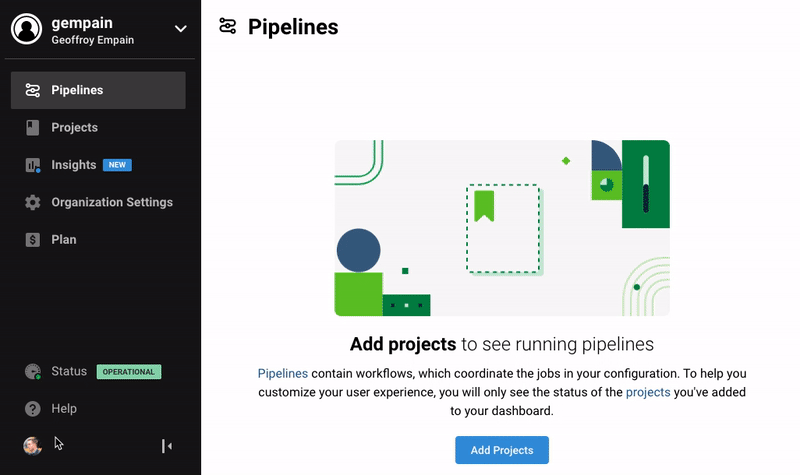 gempain
Geoffroy Empain
Pipelines
Projects
Insights NEW
Organization Settings
Plan
Status OPERATIONAL
Help
Pipelines
Add projects to see running pipelines
Pipelines contain workflows, which coordinate the jobs in your configuration. To help you
customize your user experience, you will only see the status of the projects you've added
to your dashboard.
Add Projects